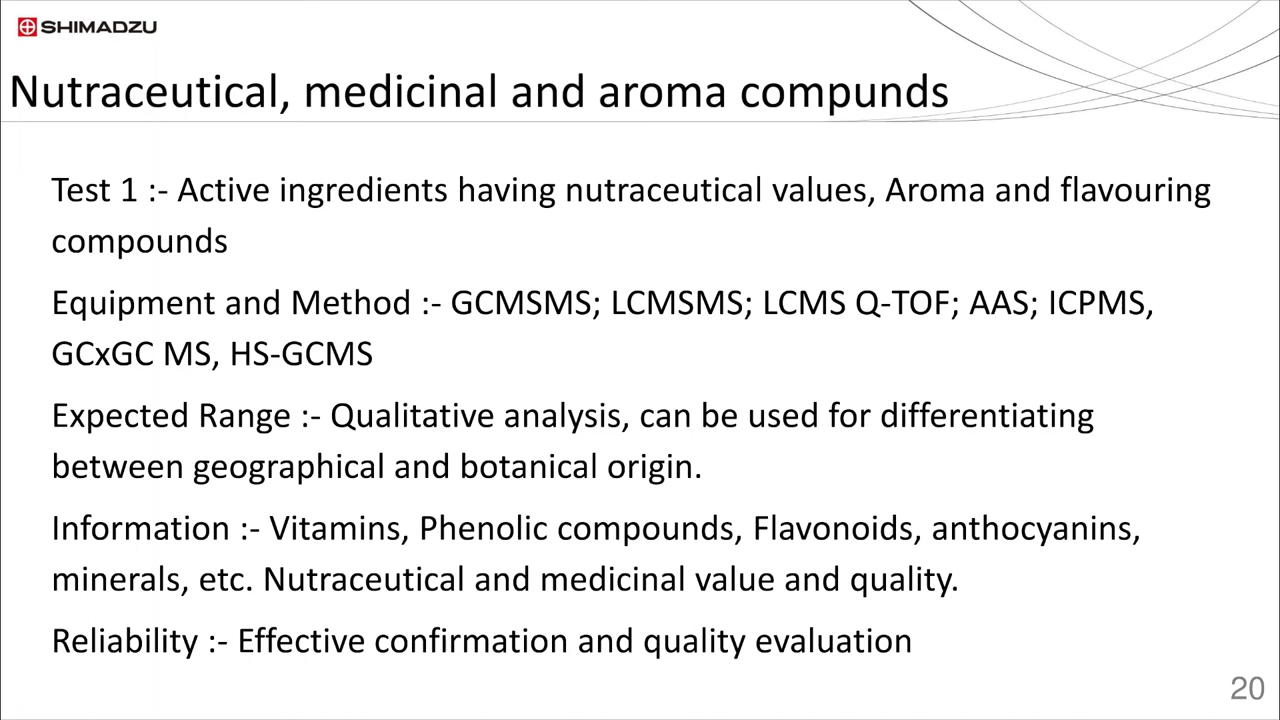 SHIMADZU
Nutraceutical, medicinal and aroma compunds
Test 1 :- Active ingredients having nutraceutical values, Aroma and flavouring
compounds
Equipment and Method :- GCMSMS; LCMSMS; LCMS Q-TOF; AAS; ICPMS,
GCxGC MS, HS-GCMS
Expected Range :- Qualitative analysis, can be used for differentiating
between geographical and botanical origin.
Information :- Vitamins, Phenolic compounds, Flavonoids, anthocyanins,
minerals, etc. Nutraceutical and medicinal value and quality.
Reliability :- Effective confirmation and quality evaluation
20